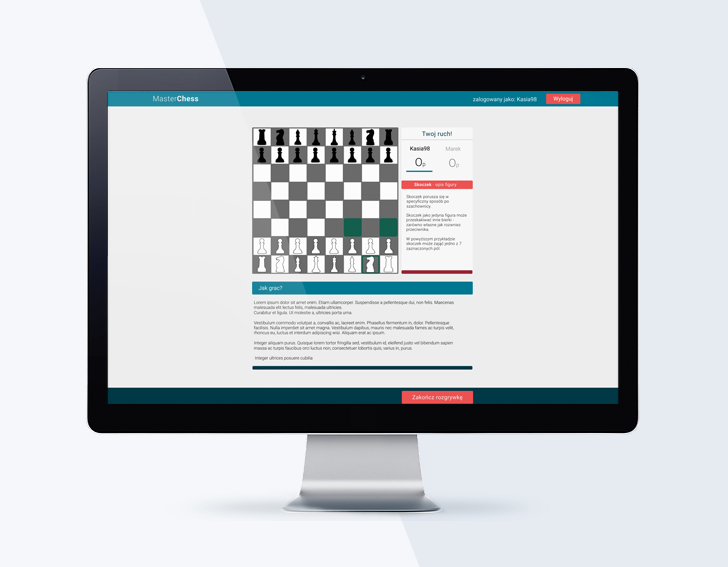 MasterChess
zalogowany jako: Kasia98
Wyloguj
Twoj ruch!
Kasia98 Marek
0p 0p
Skoczek - opis figury
Skoczek porusza się w
specyficzny sposób po
szachownicy.
Skoczek jako jedyna figura może
przeskakiwać inne bierki -
zarówno własne jak rownież
przeciwnika.
W powyższym przykładzie
skoczek może zająć jedno z 7
zaznaczonych pól.
Jak grac?
Lorem ipsum dolor sit amet enim. Etiam ullamcorper. Suspendisse a pellentesque dui, non felis. Maecenas
malesuada elit lectus felis, malesuada ultricies
Curabitur et ligula. Ut molestie a, ultricies porta urna.
Vestibulum commodo volutpat a, convallis ac, laoreet enim. Phasellus fermentum in, dolor. Pellentesque
facilisis. Nulla imperdiet sit amet magna. Vestibulum dapibus, mauris nec malesuada fames ac turpis velit,
rhoncus eu, luctus et interdum adipiscing wisi. Aliquam erat ac ipsum.
Integer aliquam purus. Quisque lorem tortor fringilla sed, vestibulum id, eleifend justo vel bibendum sapien
massa ac turpis faucibus orci luctus non, consectetuer lobortis quis, varius in, purus.
Integer ultrices posuere cubilia
Zakończ rozgrywkę